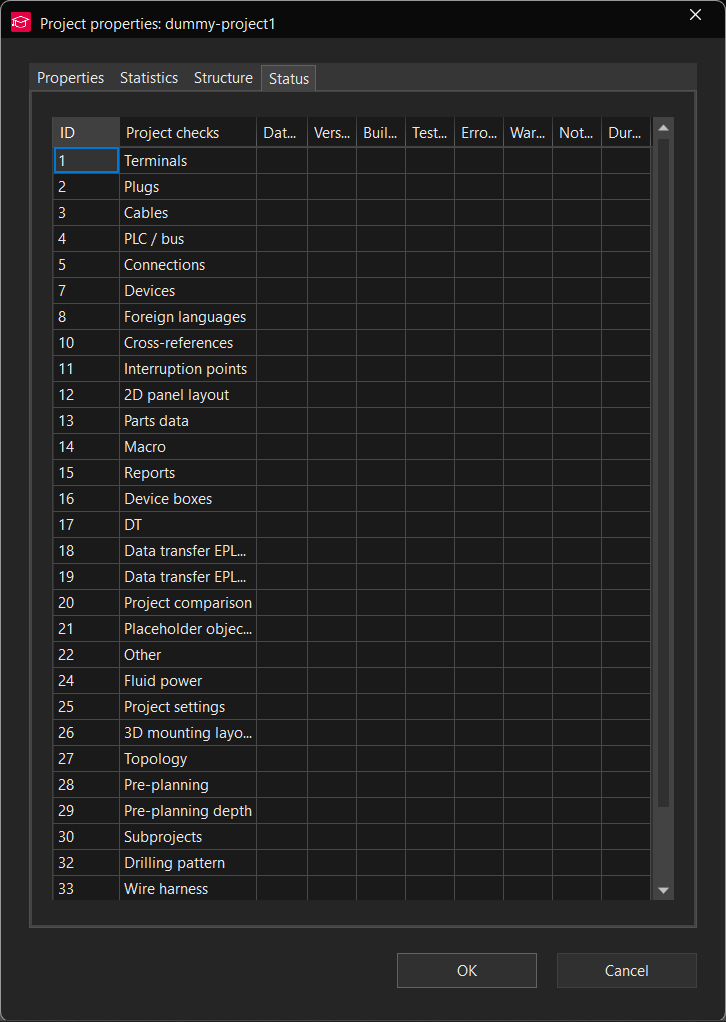 Project properties: dummy-project1
Properties Statistics Structure Status
ID Project checks Dat... Vers... Buil... Test... Erro... War... Not... Dur...
1 Terminals
2 Plugs
3 Cables
4 PLC / bus
5 Connections
7 Devices
8 Foreign languages
10 Cross-references
11 Interruption points
12 2D panel layout
13 Parts data
14 Macro
15 Reports
16 Device boxes
17 DT
18 Data transfer EPL...
19 Data transfer EPL...
20 Project comparison
21 Placeholder objec...
22 Other
24 Fluid power
25 Project settings
26 3D mounting layo...
27 Topology
28 Pre-planning
29 Pre-planning depth
30 Subprojects
32 Drilling pattern
33 Wire harness
OK Cancel